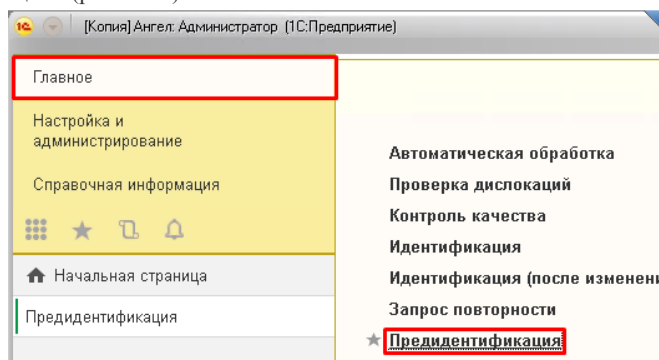 [Копия] Ангел: Администратор (1С:Предприятие)
Главное
Настройка и
администрирование
Справочная информация
Начальная страница
Предидентификация
Автоматическая обработка
Проверка дислокаций
Контроль качества
Идентификация
Идентификация (после изменени
Запрос повторности
Предидентификация